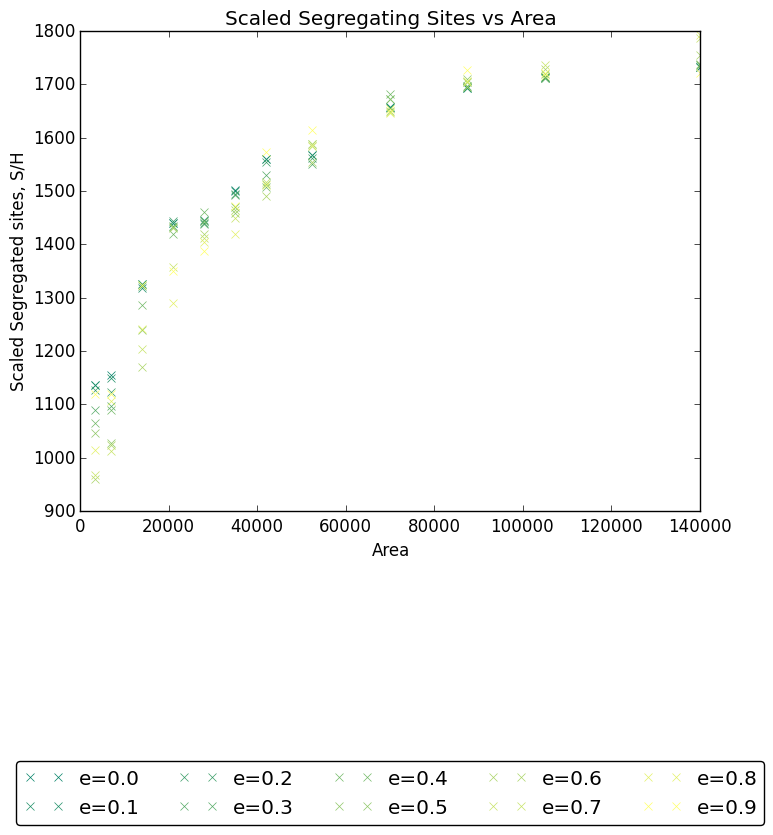 Scaled Segregating Sites vs Area
1800
1700
1600
1500
1400
1300
1200
1100
1000
900
Scaled Segregated sites, S/H
0 20000 40000 60000 80000 100000 120000 140000
Area
e=0.0 e=0.2 e=0.4 e=0.6 e=0.8
e=0.1 e=0.3 e=0.5 e=0.7 e=0.9